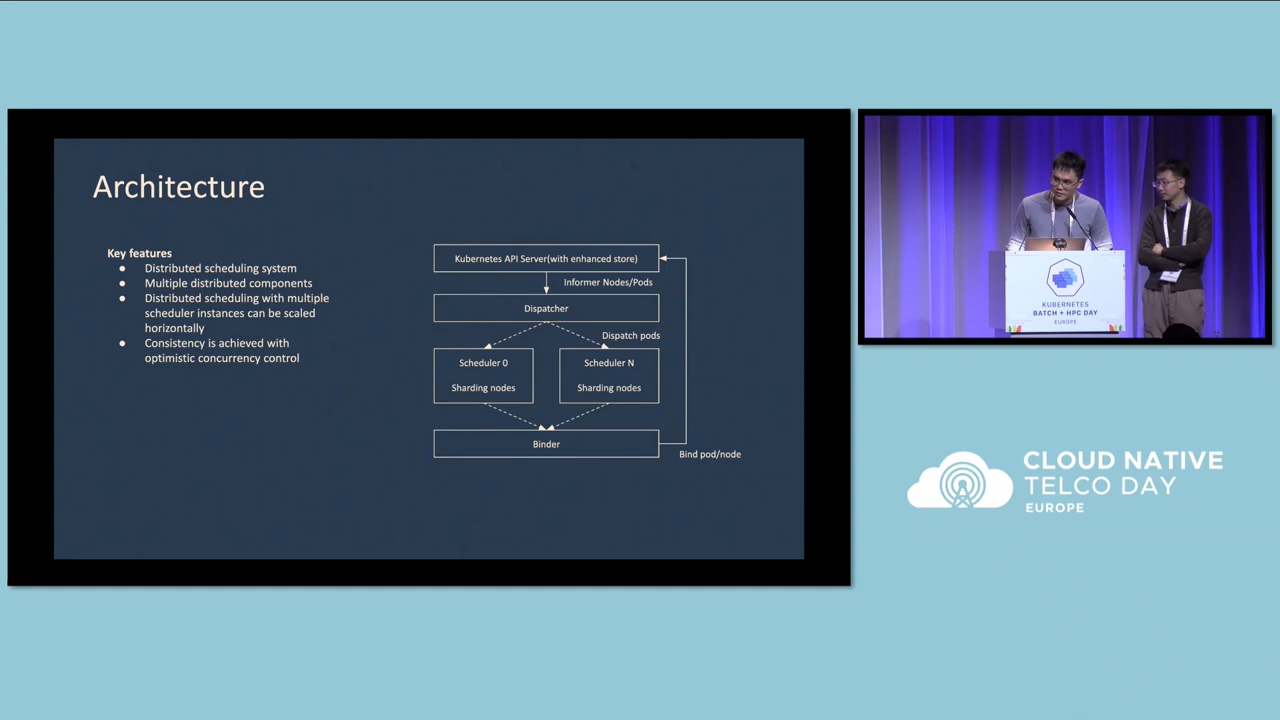 Architecture
Key features
● Distributed scheduling system
● Multiple distributed components
● Distributed scheduling with multiple
scheduler instances can be scaled
horizontally
● Consistency is achieved with
optimistic concurrency control
Kubernetes API Server(with enhanced store)
Informer Nodes/Pods
Dispatcher
Dispatch pods
Scheduler 0
Sharding nodes
Scheduler N
Sharding nodes
Binder
Bind pod/node
KUBERNETES
BATCH + HPC DAY
EUROPE
CLOUD NATIVE
TELCO DAY
EUROPE